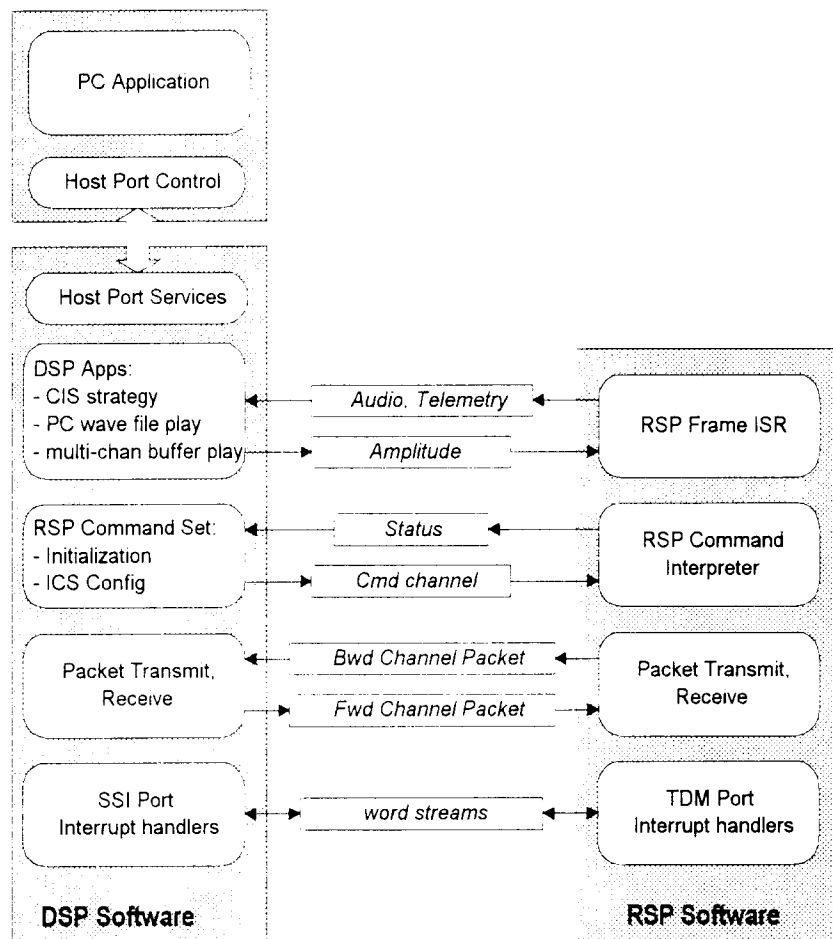 PC Application
Host Port Control
Host Port Services
DSP Apps:
- CIS strategy
- PC wave file play
- multi-chan buffer play
Audio, Telemetry
Amplitude
RSP Frame ISR
RSP Command Set:
- Initialization
- ICS Config
Status
Cmd channel
RSP Command
Interpreter
Packet Transmit,
Receive
Bwd Channel Packet
Fwd Channel Packet
Packet Transmit,
Receive
SSI Port
Interrupt handlers
word streams
TDM Port
Interrupt handlers
DSP Software
RSP Software